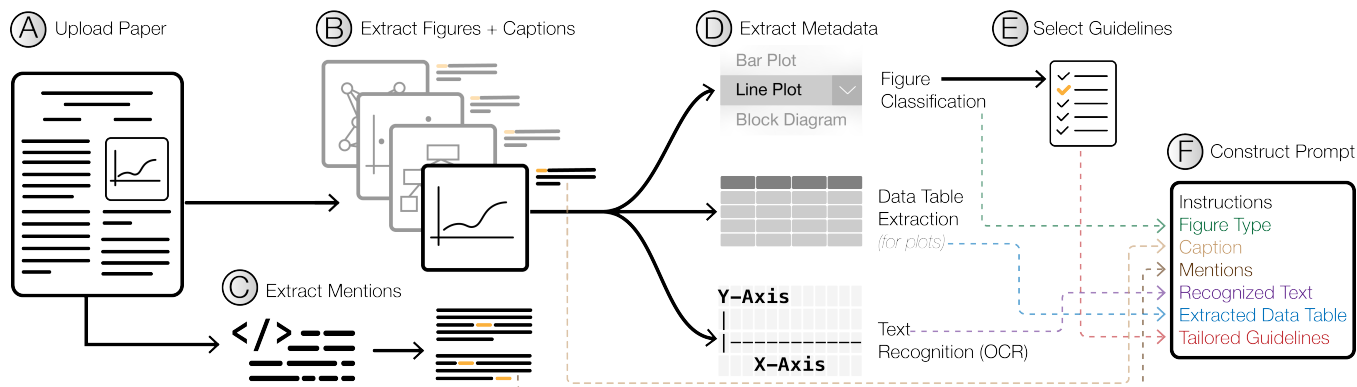 A Upload Paper
B Extract Figures + Captions
C Extract Mentions
</>
D Extract Metadata
Bar Plot
Line Plot
Block Diagram
Figure
Classification
Data Table
Extraction
(for plots)
Y-Axis
X-Axis
Text
Recognition (OCR)
E Select Guidelines
F Construct Prompt
Instructions
Figure Type
Caption
Mentions
Recognized Text
Extracted Data Table
Tailored Guidelines